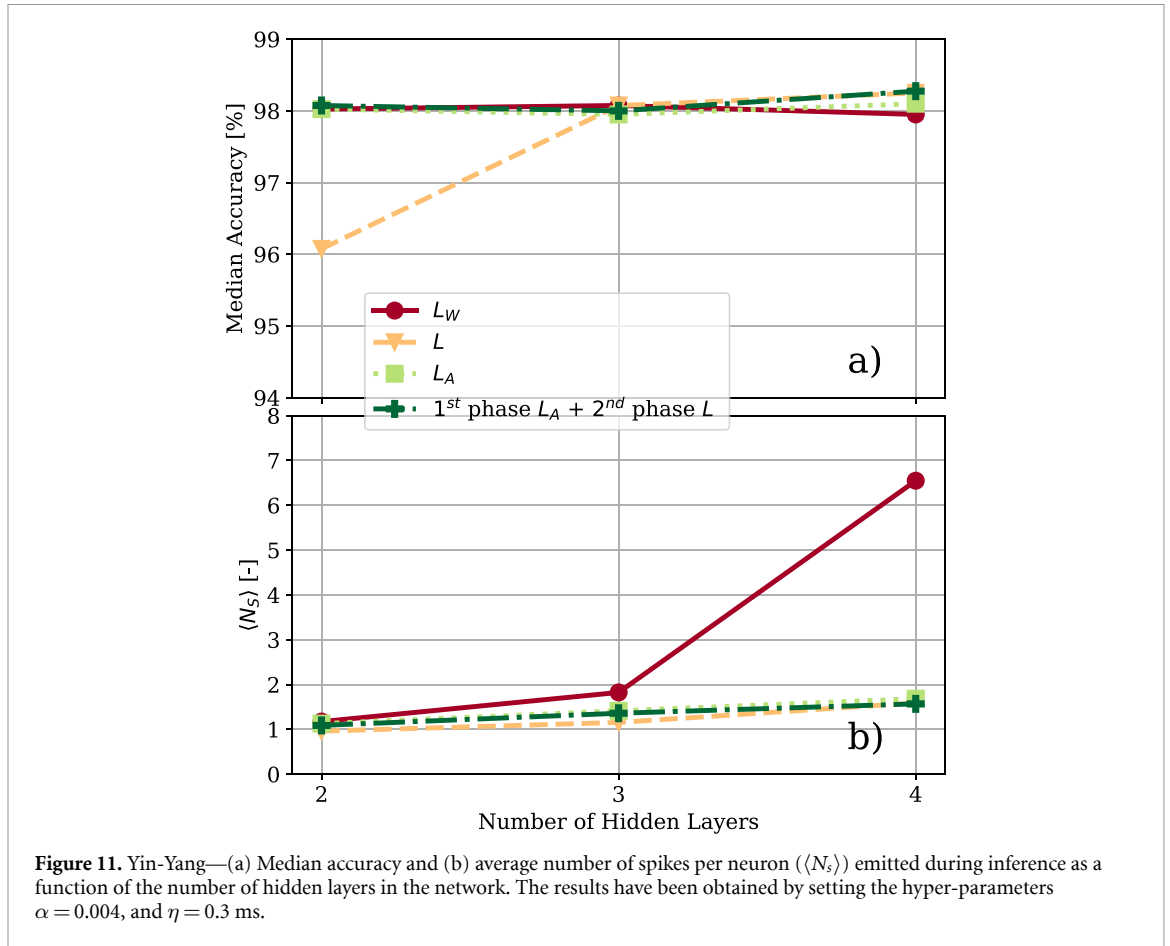 99
98
97
96
95
94
Median Accuracy [%]
L_W
L
L_A
1^{st} phase L_A + 2^{nd} phase L
a)
8
7
6
5
4
3
2
1
0
⟨N_S⟩ [-]
b)
2 3 4
Number of Hidden Layers
Figure 11. Yin-Yang—(a) Median accuracy and (b) average number of spikes per neuron (⟨N_s⟩) emitted during inference as a
function of the number of hidden layers in the network. The results have been obtained by setting the hyper-parameters
α = 0.004, and η = 0.3 ms.